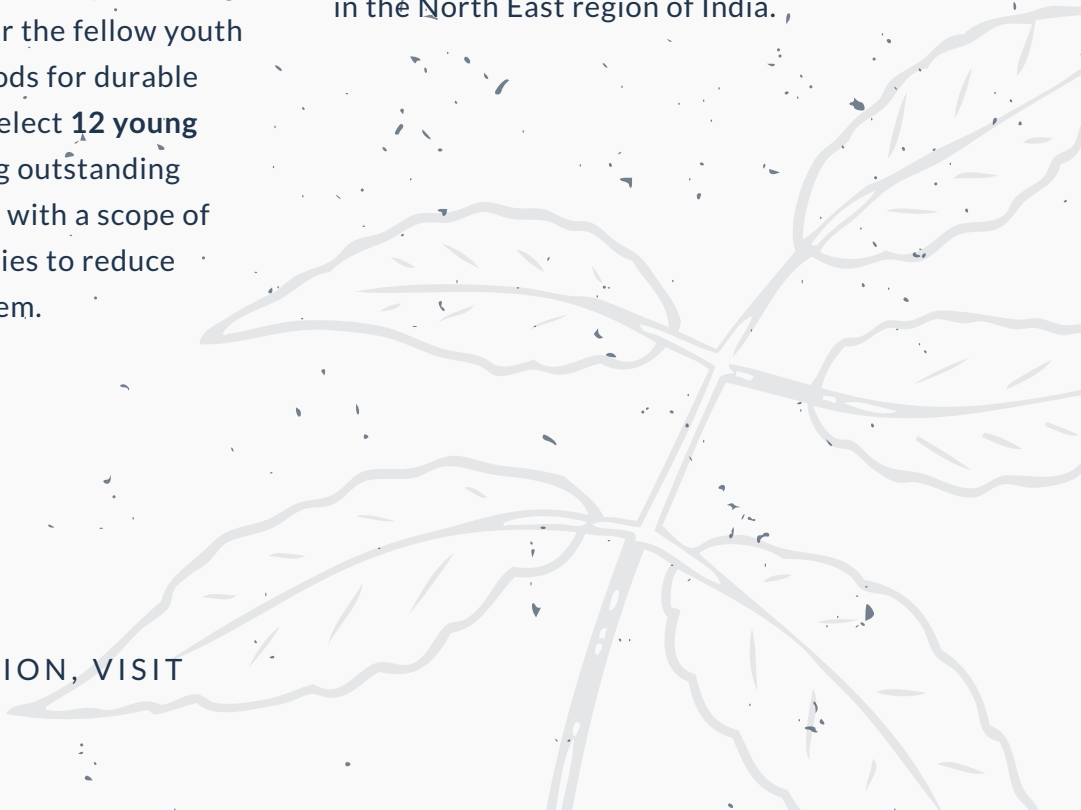 r the fellow youth
ods for durable
elect 12 young
g outstanding
with a scope of
ies to reduce
em.
in the North East region of India.
ION, VISIT